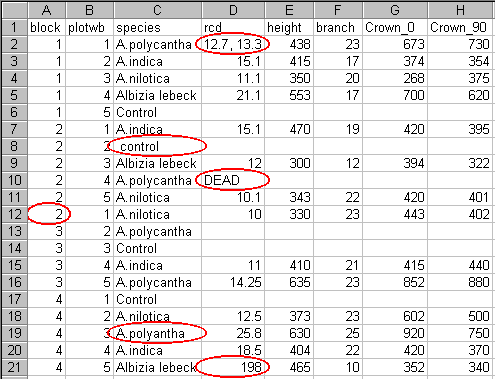 A B C D E F G H
1 block plotwb species rcd height branch Crown_0 Crown_90
2 1 1 A.polycantha 12.7, 13.3 438 23 673 730
3 1 2 A.indica 15.1 415 17 374 354
4 1 3 A.nilotica 11.1 350 20 268 375
5 1 4 Albizia lebeck 21.1 553 17 700 620
6 1 5 Control
7 2 1 A.indica 15.1 470 19 420 395
8 2 2 control
9 2 3 Albizia lebeck 12 300 12 394 322
10 2 4 A.polycantha DEAD
11 2 5 A.nilotica 10.1 343 22 420 401
12 2 1 A.nilotica 10 330 23 443 402
13 3 2 A.polycantha
14 3 3 Control
15 3 4 A.indica 11 410 21 415 440
16 3 5 A.polycantha 14.25 635 23 852 880
17 4 1 Control
18 4 2 A.nilotica 12.5 373 23 602 500
19 4 3 A.polyantha 25.8 630 25 920 750
20 4 4 A.indica 18.5 404 22 420 370
21 4 5 Albizia lebeck 198 465 10 352 340